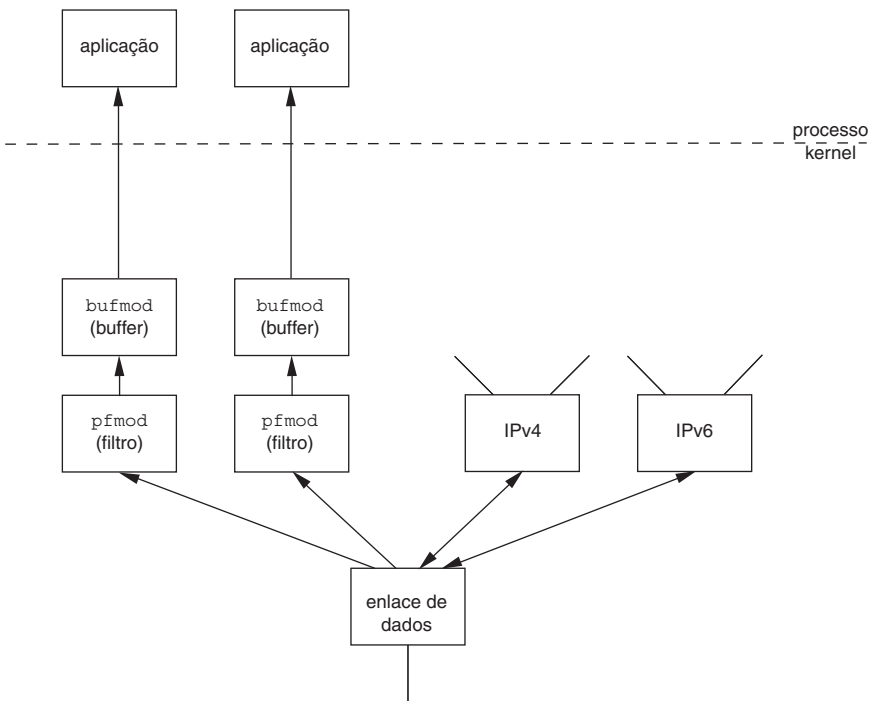 aplicação
aplicação
processo
kernel
bufmod
(buffer)
bufmod
(buffer)
pfmod
(filtro)
pfmod
(filtro)
IPv4
IPv6
enlace de
dados